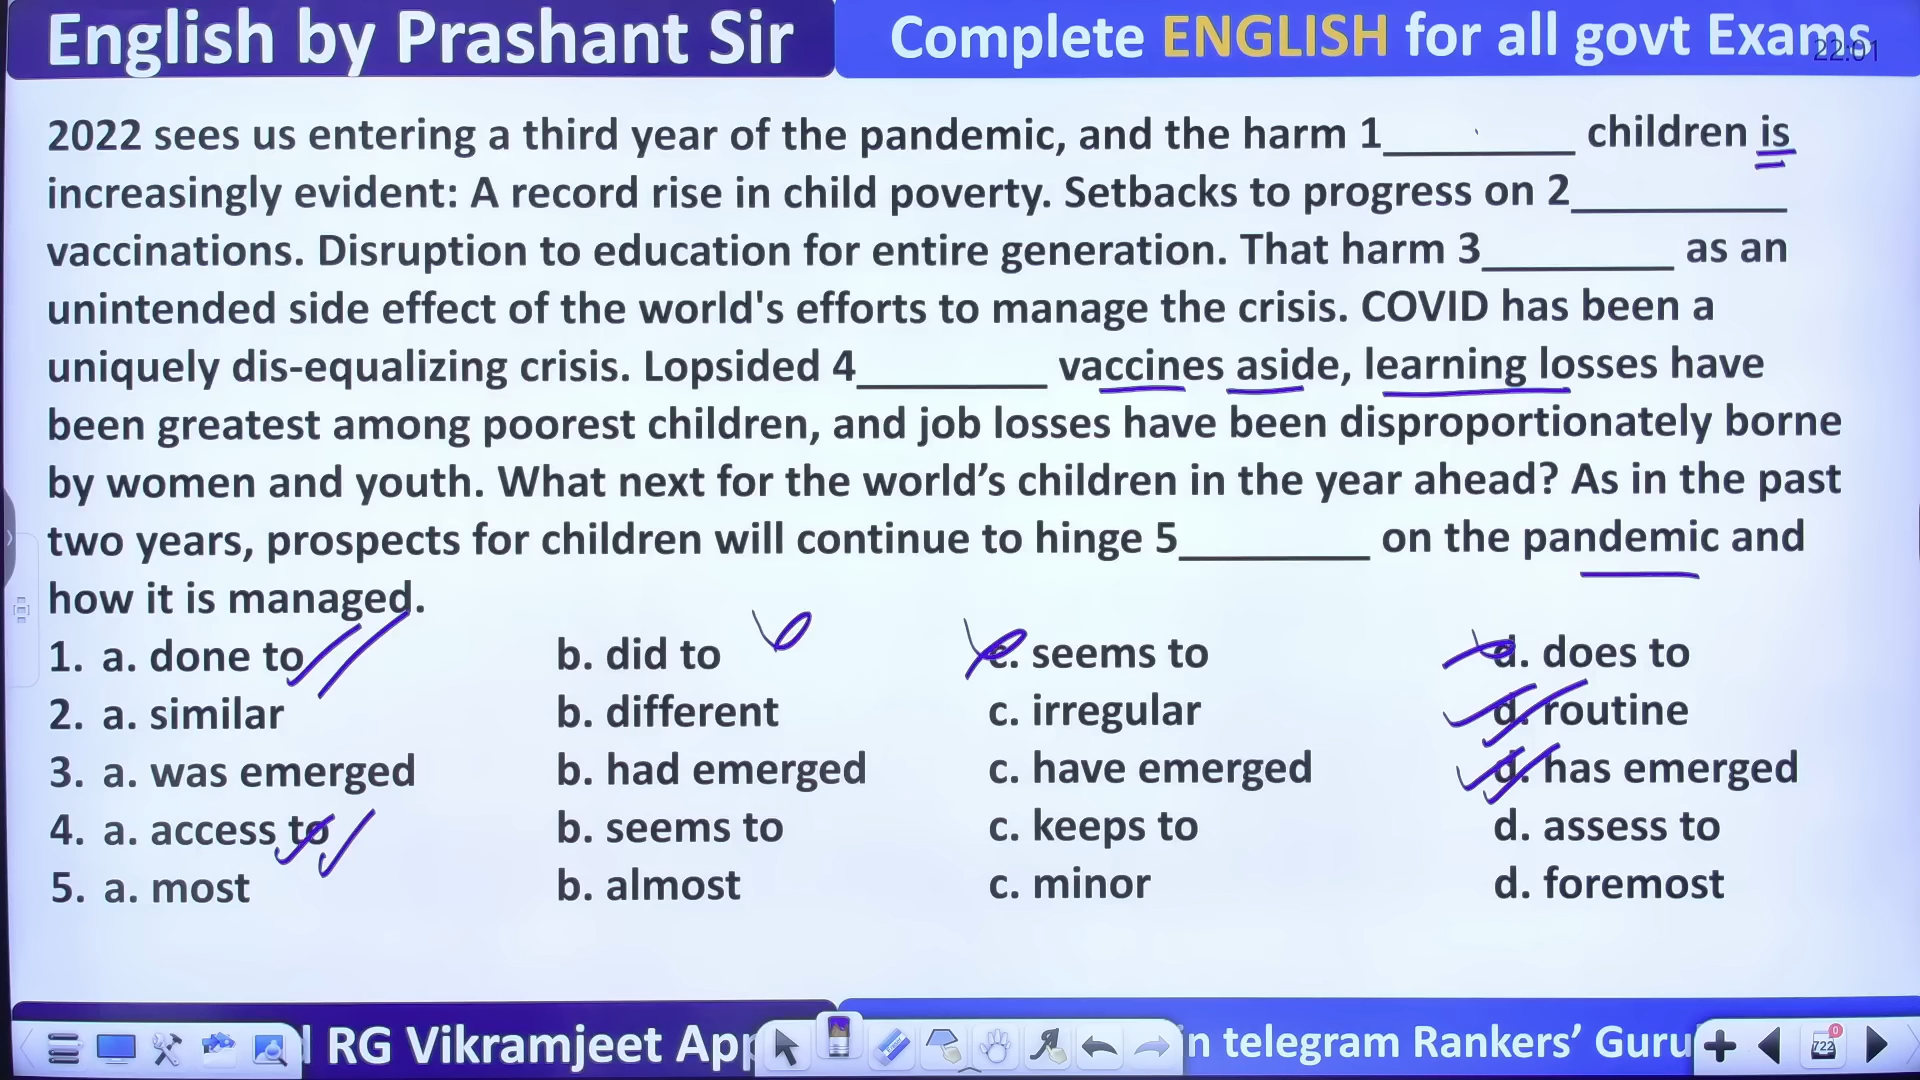 English by Prashant Sir
Complete ENGLISH for all govt Exams
22:01
2022 sees us entering a third year of the pandemic, and the harm 1________ children is
increasingly evident: A record rise in child poverty. Setbacks to progress on 2_________
vaccinations. Disruption to education for entire generation. That harm 3________ as an
unintended side effect of the world's efforts to manage the crisis. COVID has been a
uniquely dis-equalizing crisis. Lopsided 4________ vaccines aside, learning losses have
been greatest among poorest children, and job losses have been disproportionately borne
by women and youth. What next for the world’s children in the year ahead? As in the past
two years, prospects for children will continue to hinge 5________ on the pandemic and
how it is managed.
1. a. done to b. did to c. seems to d. does to
2. a. similar b. different c. irregular d. routine
3. a. was emerged b. had emerged c. have emerged d. has emerged
4. a. access to b. seems to c. keeps to d. assess to
5. a. most b. almost c. minor d. foremost
RG Vikramjeet App
in telegram Rankers’ Guru
722
0